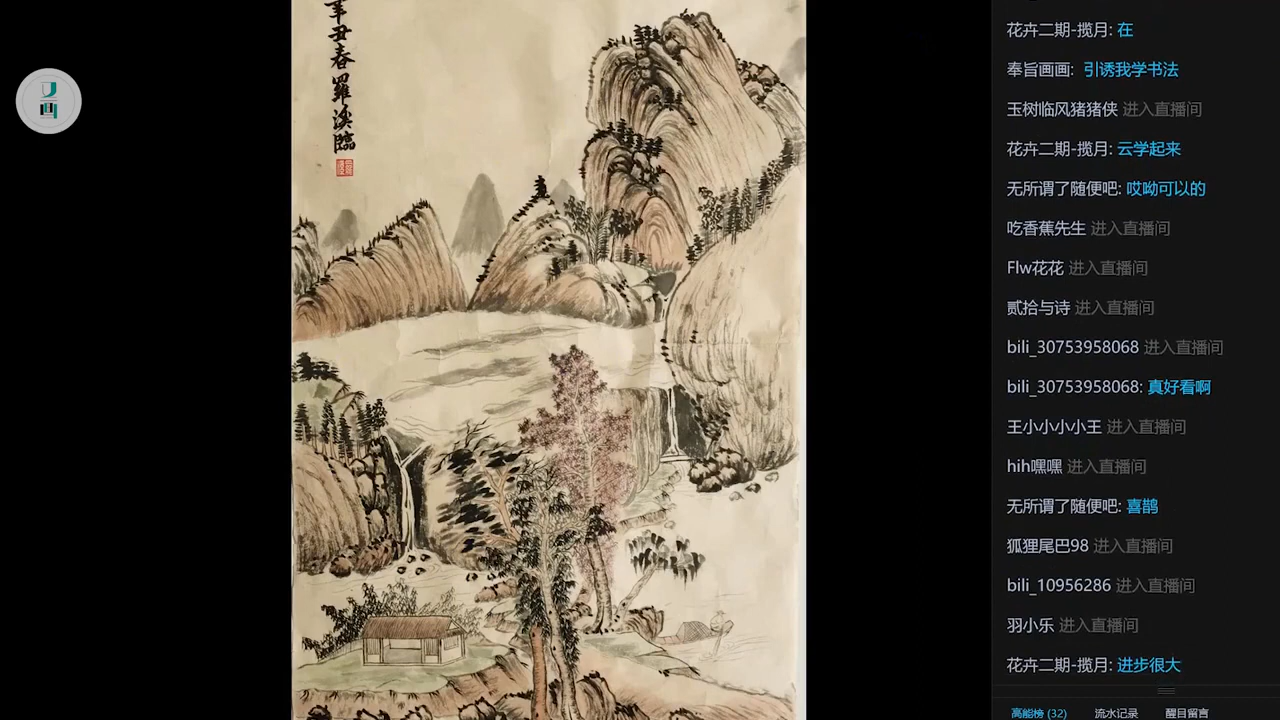 辛丑春羅溪臨
花卉二期-揽月: 在
奉旨画画: 引诱我学书法
玉树临风猪猪侠 进入直播间
花卉二期-揽月: 云学起来
无所谓了随便吧: 哎呦可以的
吃香蕉先生 进入直播间
Flw花花 进入直播间
贰拾与诗 进入直播间
bili_30753958068 进入直播间
bili_30753958068: 真好看啊
王小小小小王 进入直播间
hih嘿嘿 进入直播间
无所谓了随便吧: 喜鹊
狐狸尾巴98 进入直播间
bili_10956286 进入直播间
羽小乐 进入直播间
花卉二期-揽月: 进步很大
高能榜 (32) 流水记录 醒目留言